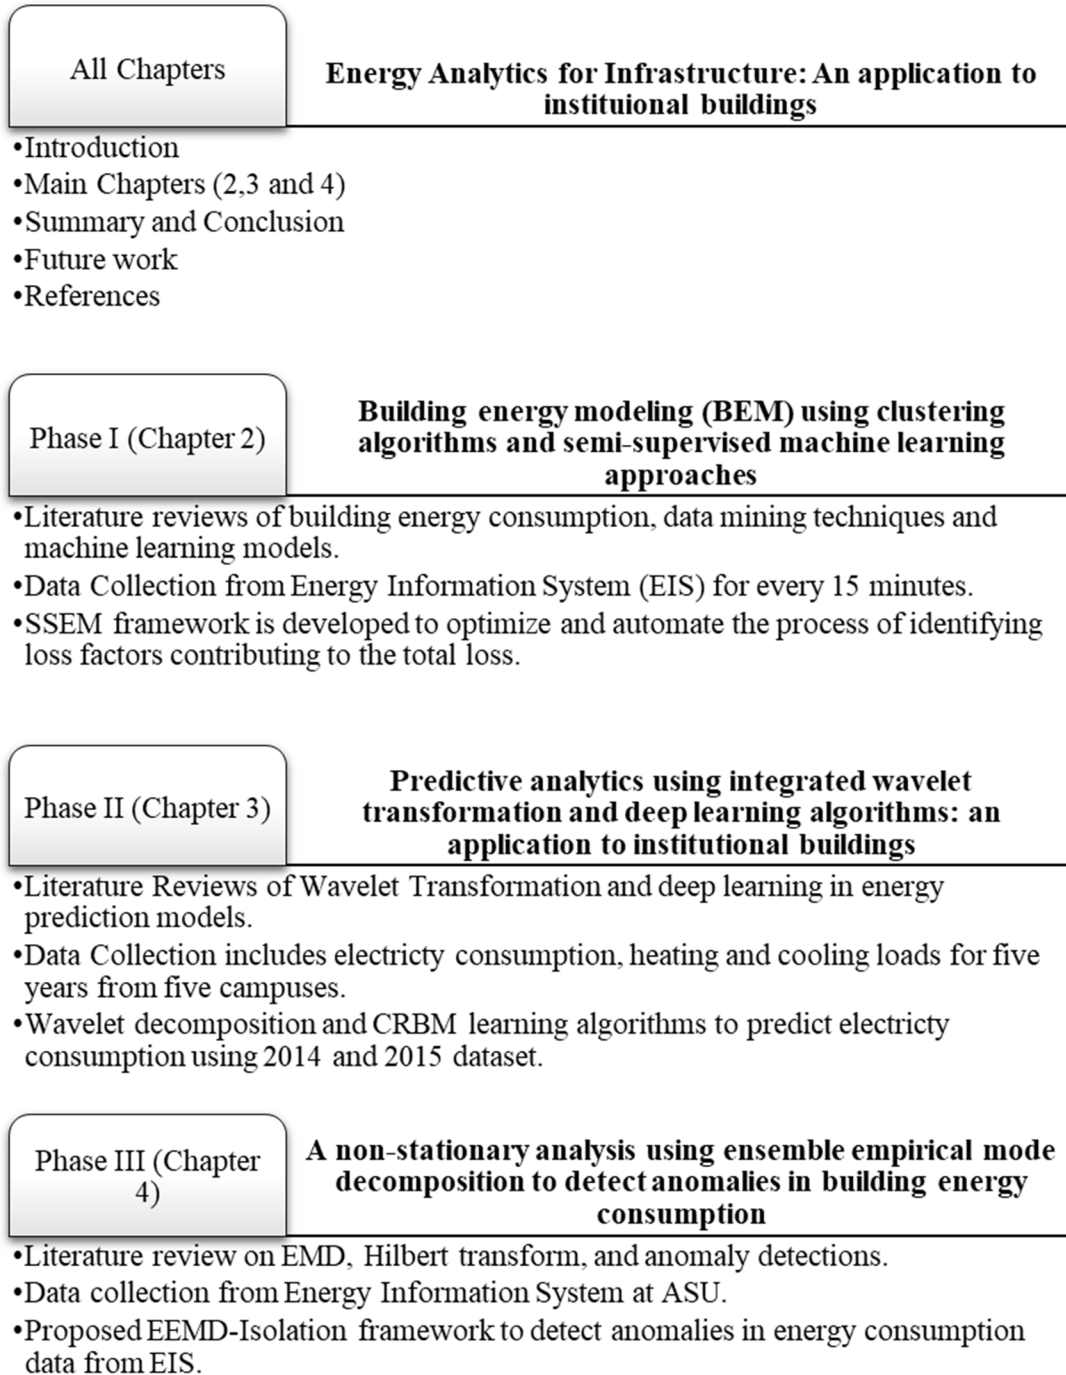 All Chapters
Energy Analytics for Infrastructure: An application to
instituional buildings
•Introduction
•Main Chapters (2,3 and 4)
•Summary and Conclusion
•Future work
•References
Phase I (Chapter 2)
Building energy modeling (BEM) using clustering
algorithms and semi-supervised machine learning
approaches
•Literature reviews of building energy consumption, data mining techniques and
machine learning models.
•Data Collection from Energy Information System (EIS) for every 15 minutes.
•SSEM framework is developed to optimize and automate the process of identifying
loss factors contributing to the total loss.
Phase II (Chapter 3)
Predictive analytics using integrated wavelet
transformation and deep learning algorithms: an
application to institutional buildings
•Literature Reviews of Wavelet Transformation and deep learning in energy
prediction models.
•Data Collection includes electricty consumption, heating and cooling loads for five
years from five campuses.
•Wavelet decomposition and CRBM learning algorithms to predict electricty
consumption using 2014 and 2015 dataset.
Phase III (Chapter
4)
A non-stationary analysis using ensemble empirical mode
decomposition to detect anomalies in building energy
consumption
•Literature review on EMD, Hilbert transform, and anomaly detections.
•Data collection from Energy Information System at ASU.
•Proposed EEMD-Isolation framework to detect anomalies in energy consumption
data from EIS.